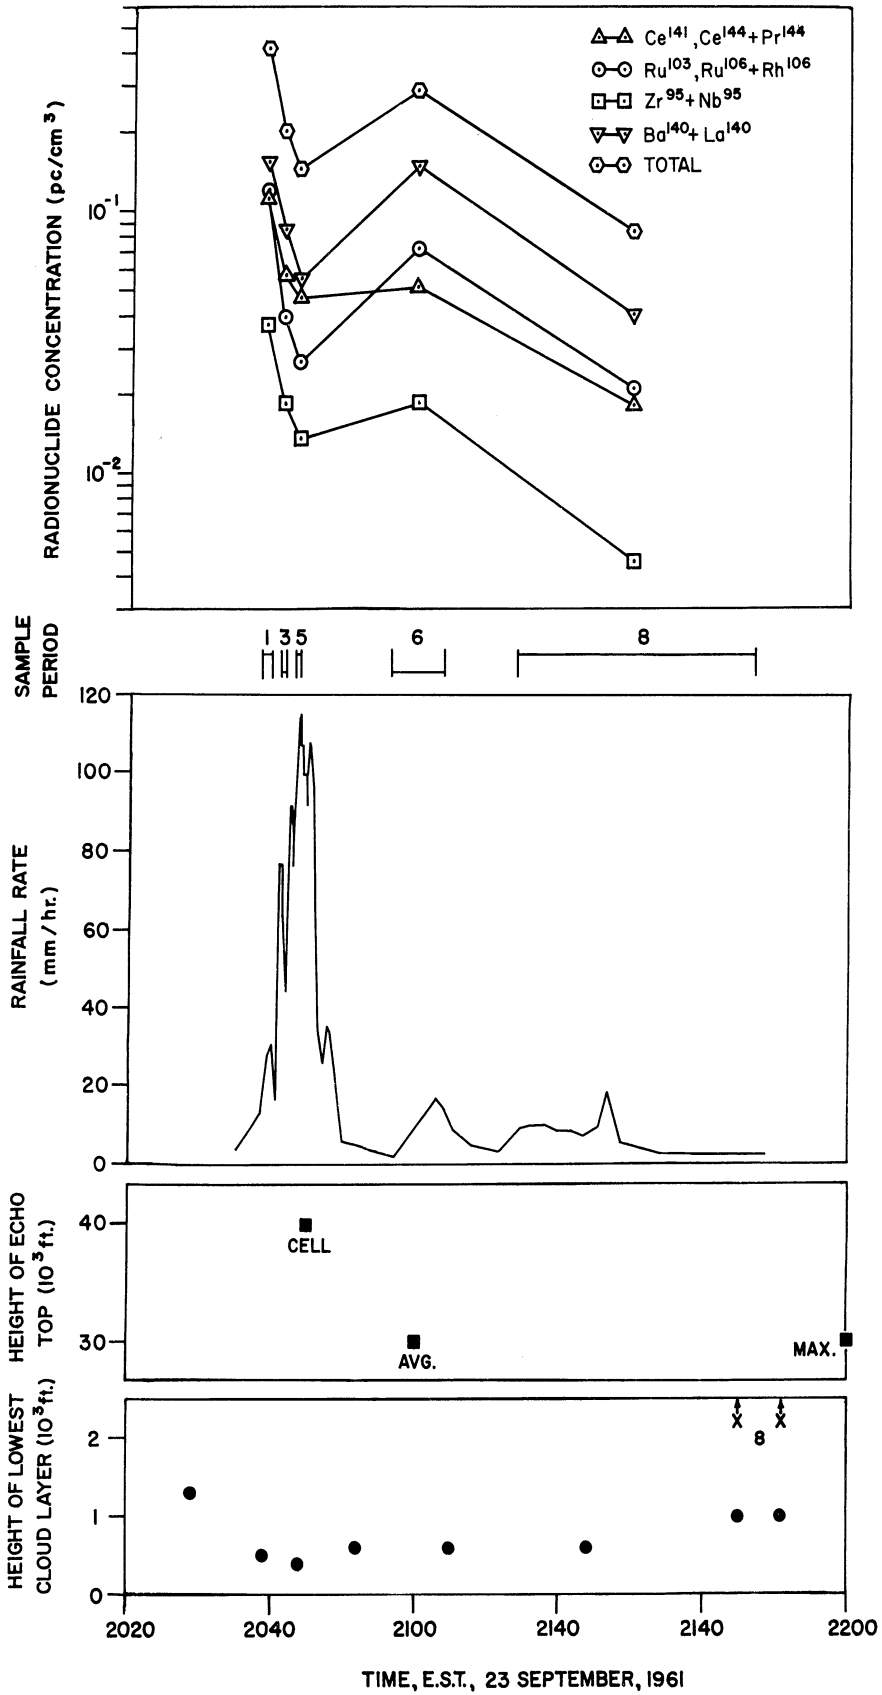 Ce141, Ce144+Pr144
Ru103, Ru106+Rh106
Zr95+Nb95
Ba140+La140
TOTAL
RADIONUCLIDE CONCENTRATION (pc/cm3)
10-1
10-2
SAMPLE
PERIOD
1 3 5 6 8
RAINFALL RATE
(mm/hr.)
120
100
80
60
40
20
0
HEIGHT OF ECHO
TOP (103 ft.)
40
30
CELL
AVG.
MAX.
HEIGHT OF LOWEST
CLOUD LAYER (103 ft.)
2
1
0
X X
8
2020 2040 2100 2140 2140 2200
TIME, E.S.T., 23 SEPTEMBER, 1961